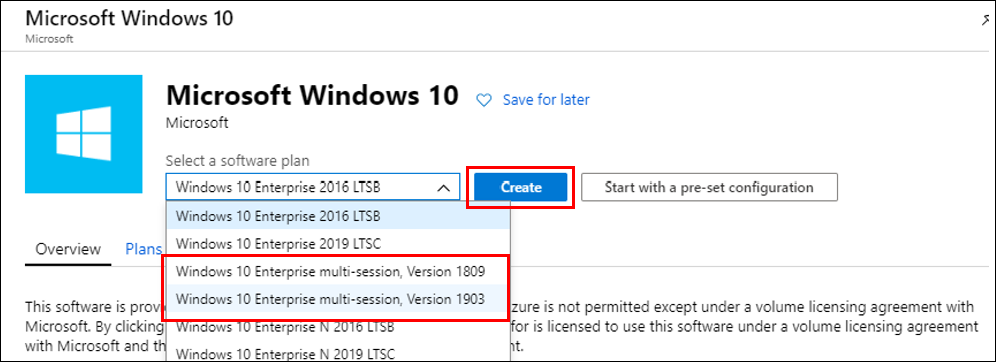 Microsoft Windows 10
Microsoft
Microsoft Windows 10
Save for later
Microsoft
Select a software plan
Windows 10 Enterprise 2016 LTSB
Create
Start with a pre-set configuration
Windows 10 Enterprise 2016 LTSB
Windows 10 Enterprise 2019 LTSC
Overview Plans
Windows 10 Enterprise multi-session, Version 1809
Windows 10 Enterprise multi-session, Version 1903
Windows 10 Enterprise N 2016 LTSB
Windows 10 Enterprise N 2019 LTSC
This software is provi zure is not permitted except under a volume licensing agreement with
Microsoft. By clicking for is licensed to use this software under a volume licensing agreement
with Microsoft and th nt.